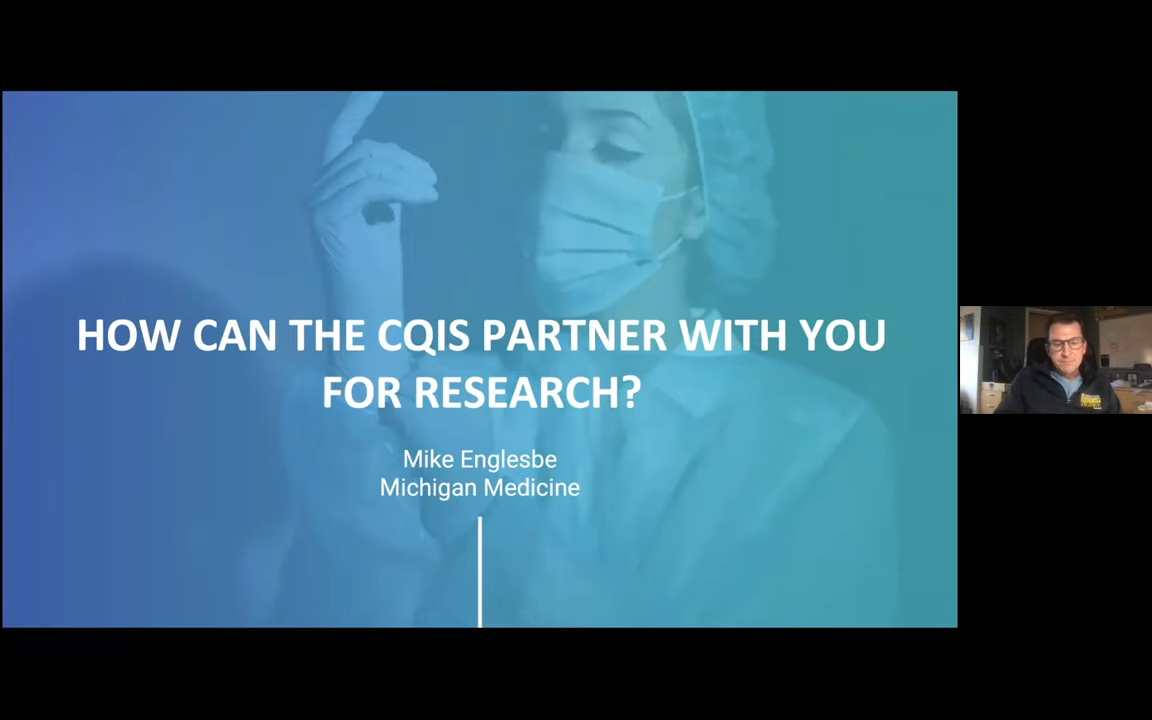 HOW CAN THE CQIS PARTNER WITH YOU
FOR RESEARCH?
Mike Englesbe
Michigan Medicine